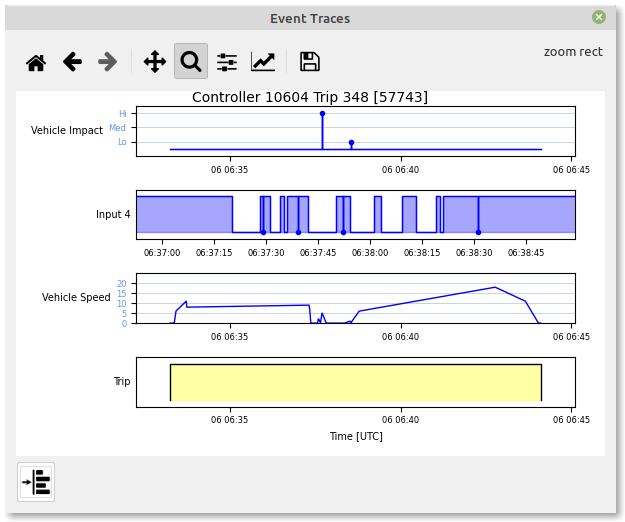 Event Traces
zoom rect
Controller 10604 Trip 348 [57743]
Vehicle Impact
Hi
Med
Lo
06 06:35 06 06:40 06 06:45
Input 4
06:37:00 06:37:15 06:37:30 06:37:45 06:38:00 06:38:15 06:38:30 06:38:45
Vehicle Speed
20
15
10
5
0
06 06:35 06 06:40 06 06:45
Trip
06 06:35 06 06:40 06 06:45
Time [UTC]